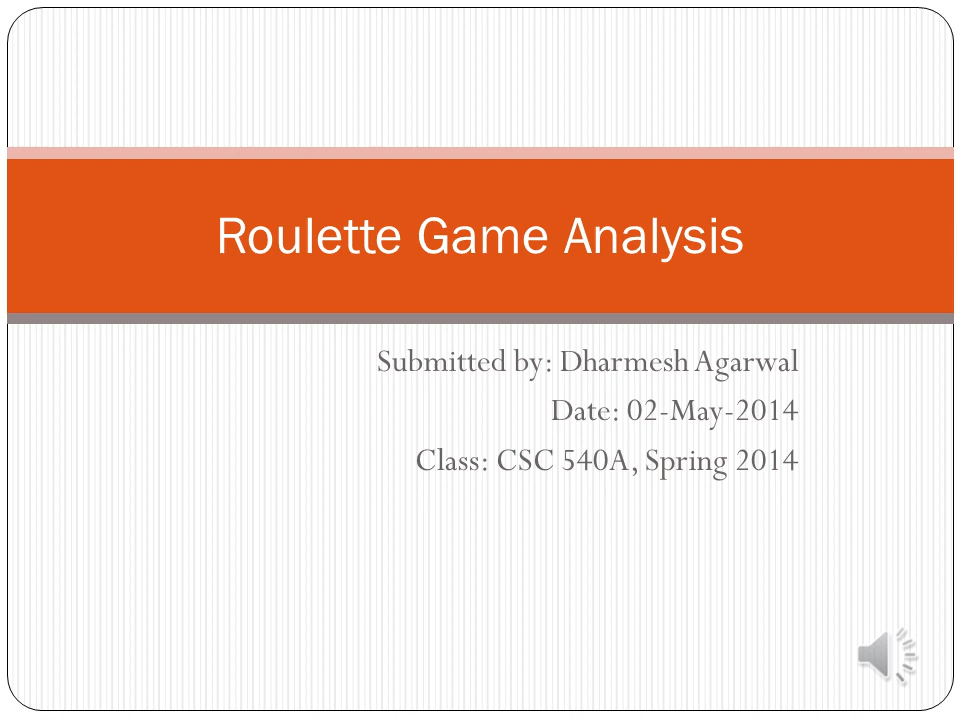 Roulette Game Analysis
Submitted by: Dharmesh Agarwal
Date: 02-May-2014
Class: CSC 540A, Spring 2014